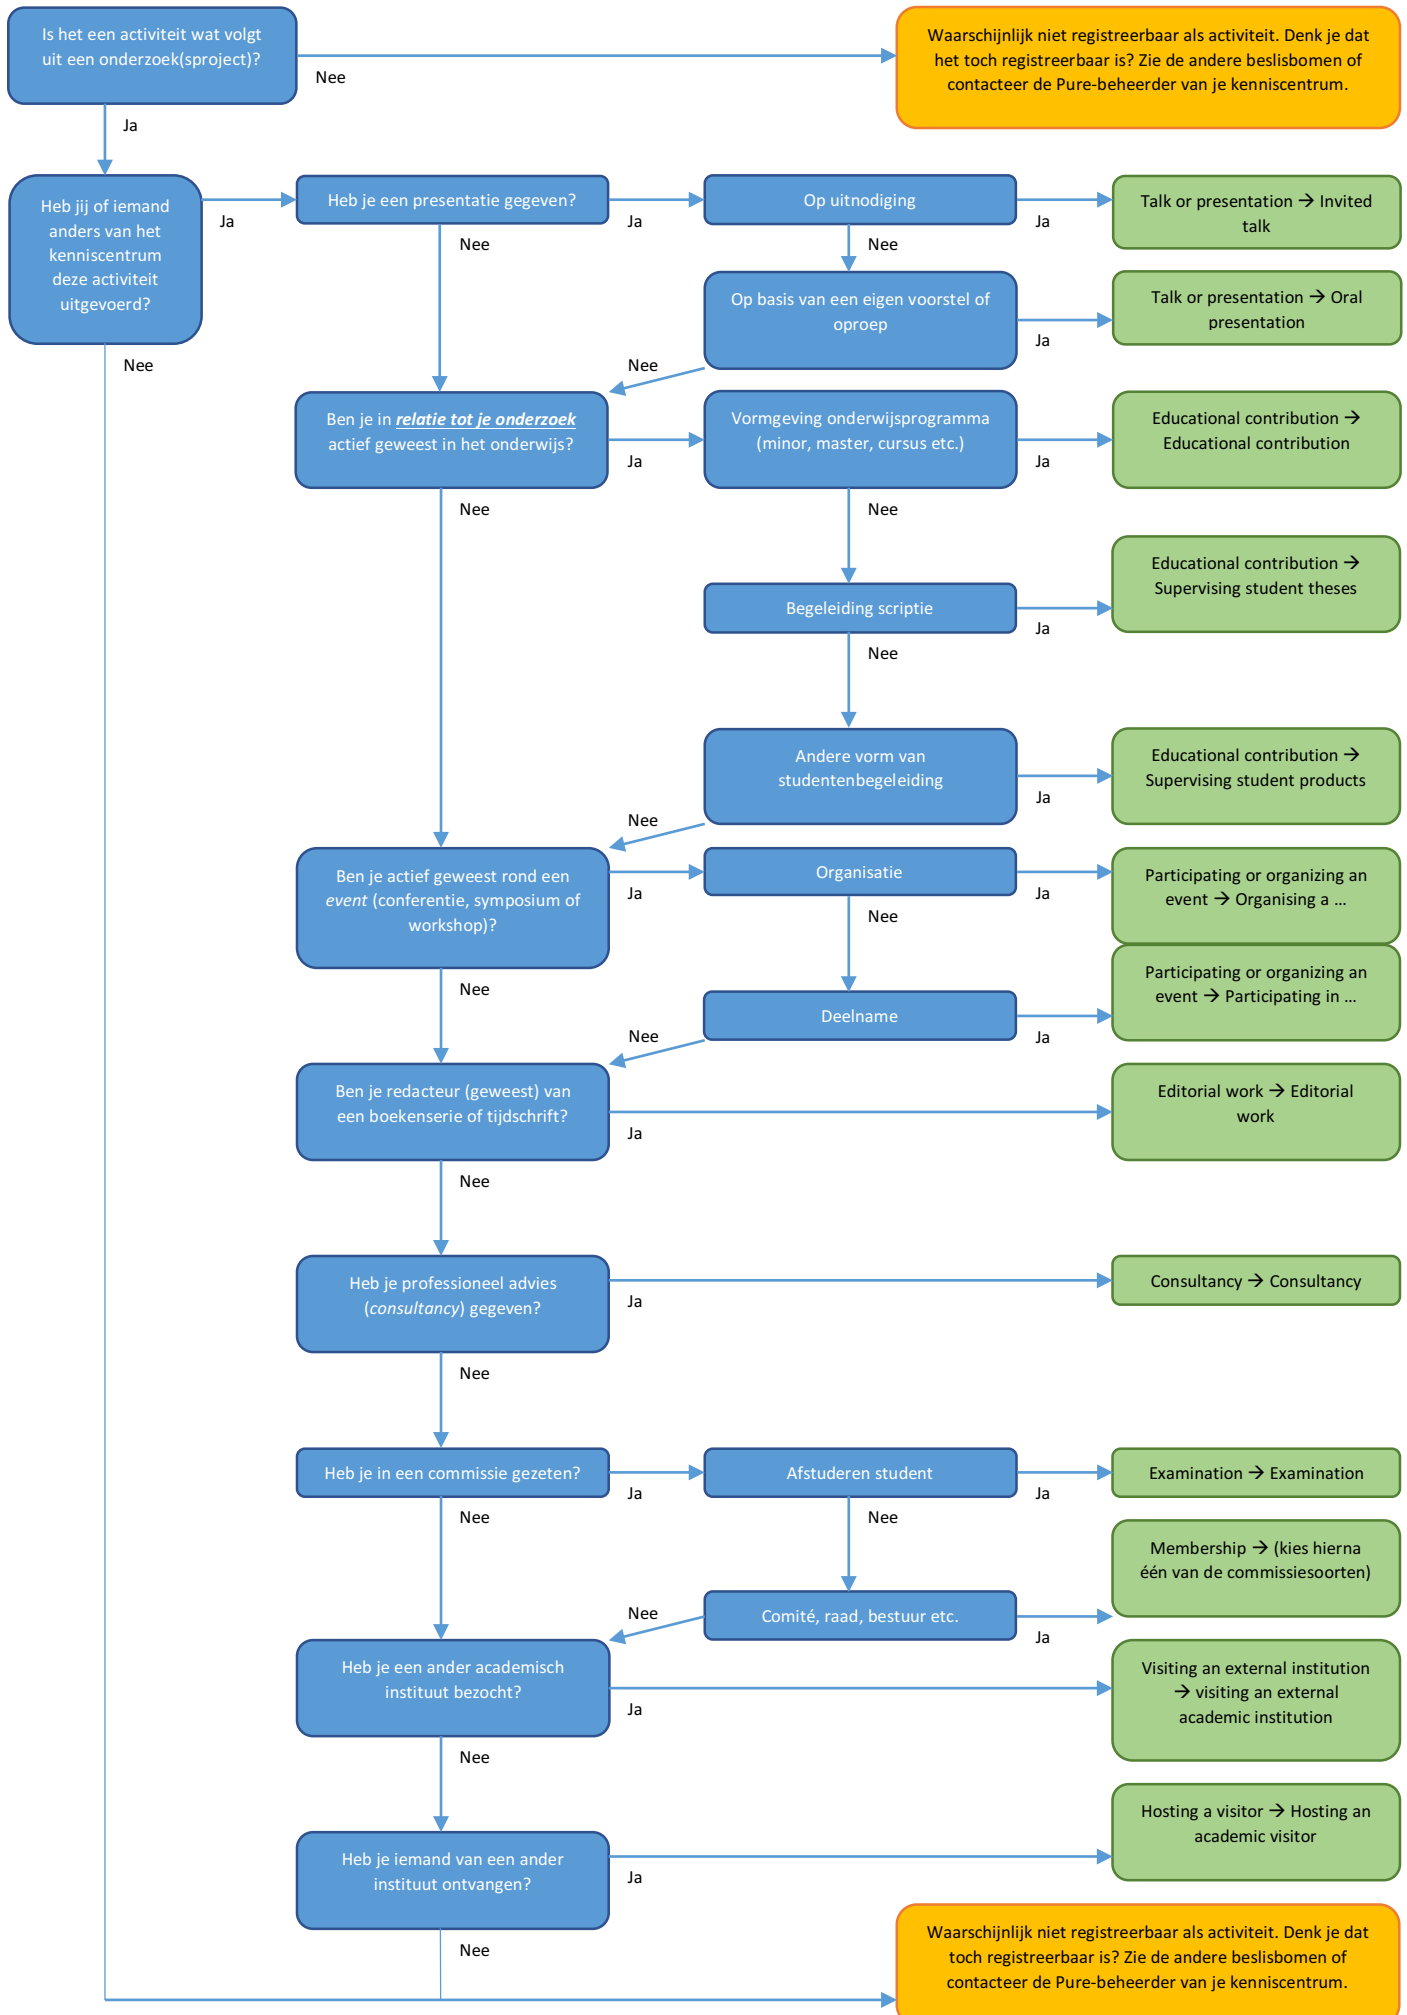 Is het een activiteit wat volgt
uit een onderzoek(sproject)?
Nee
Waarschijnlijk niet registreerbaar als activiteit. Denk je dat
het toch registreerbaar is? Zie de andere beslisbomen of
contacteer de Pure-beheerder van je kenniscentrum.
Ja
Heb jij of iemand
anders van het
kenniscentrum
deze activiteit
uitgevoerd?
Ja
Nee
Heb je een presentatie gegeven?
Ja
Nee
Op uitnodiging
Ja
Nee
Talk or presentation → Invited
talk
Op basis van een eigen voorstel of
oproep
Ja
Nee
Talk or presentation → Oral
presentation
Ben je in relatie tot je onderzoek
actief geweest in het onderwijs?
Ja
Nee
Vormgeving onderwijsprogramma
(minor, master, cursus etc.)
Ja
Nee
Educational contribution →
Educational contribution
Begeleiding scriptie
Ja
Nee
Educational contribution →
Supervising student theses
Andere vorm van
studentenbegeleiding
Ja
Nee
Educational contribution →
Supervising student products
Ben je actief geweest rond een
event (conferentie, symposium of
workshop)?
Ja
Nee
Organisatie
Ja
Nee
Participating or organizing an
event → Organising a ...
Deelname
Ja
Nee
Participating or organizing an
event → Participating in ...
Ben je redacteur (geweest) van
een boekenserie of tijdschrift?
Ja
Nee
Editorial work → Editorial
work
Heb je professioneel advies
(consultancy) gegeven?
Ja
Nee
Consultancy → Consultancy
Heb je in een commissie gezeten?
Ja
Nee
Afstuderen student
Ja
Nee
Examination → Examination
Comité, raad, bestuur etc.
Ja
Nee
Membership → (kies hierna
één van de commissiesoorten)
Heb je een ander academisch
instituut bezocht?
Ja
Nee
Visiting an external institution
→ visiting an external
academic institution
Heb je iemand van een ander
instituut ontvangen?
Ja
Nee
Hosting a visitor → Hosting an
academic visitor
Waarschijnlijk niet registreerbaar als activiteit. Denk je dat
toch registreerbaar is? Zie de andere beslisbomen of
contacteer de Pure-beheerder van je kenniscentrum.